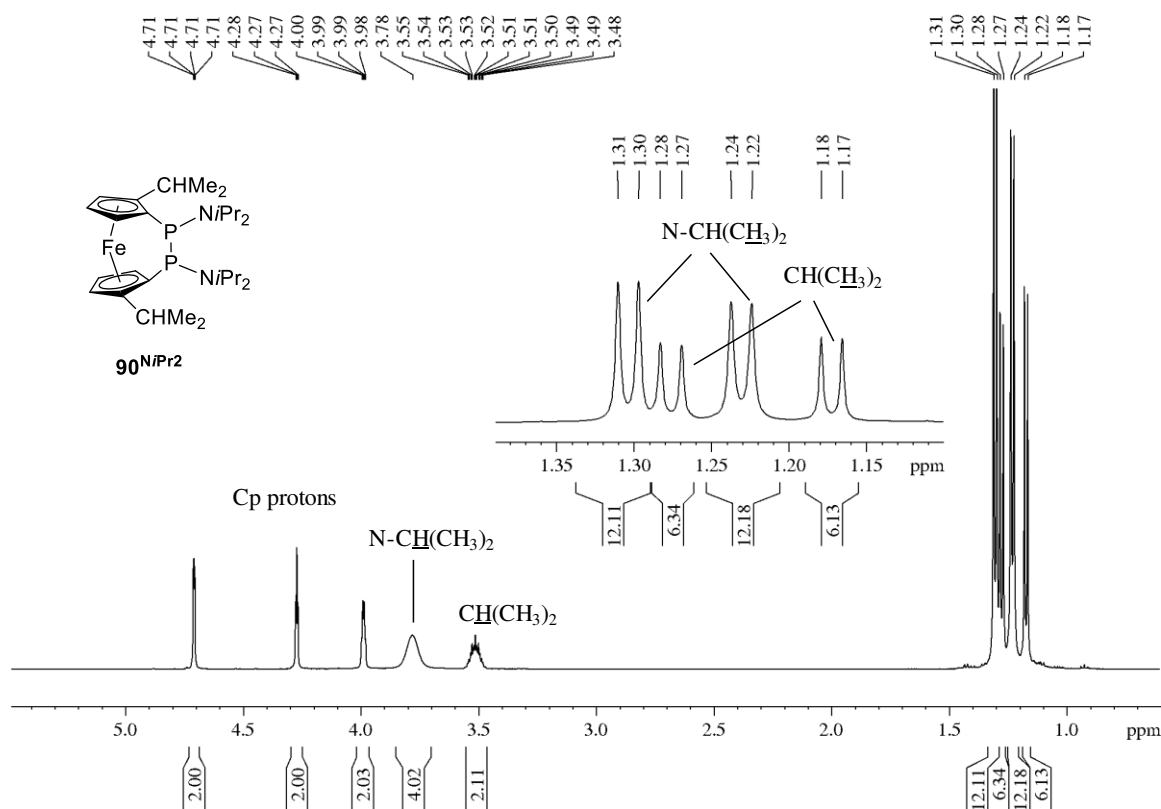 4.71 4.71 4.71 4.71 4.28 4.27 4.27 4.00 3.99 3.99 3.98 3.78 3.55 3.54 3.53 3.53 3.52 3.51 3.51 3.50 3.49 3.49 3.48
1.31 1.30 1.28 1.27 1.24 1.22 1.18 1.17
CHMe2
NiPr2
P
Fe
P
NiPr2
CHMe2
90NiPr2
1.31 1.30 1.28 1.27 1.24 1.22 1.18 1.17
N-CH(CH3)2
CH(CH3)2
1.35 1.30 1.25 1.20 1.15 ppm
12.11 6.34 12.18 6.13
Cp protons
N-CH(CH3)2
CH(CH3)2
5.0 4.5 4.0 3.5 3.0 2.5 2.0 1.5 1.0 ppm
2.00 2.00 2.03 4.02 2.11 12.11 6.34 12.18 6.13